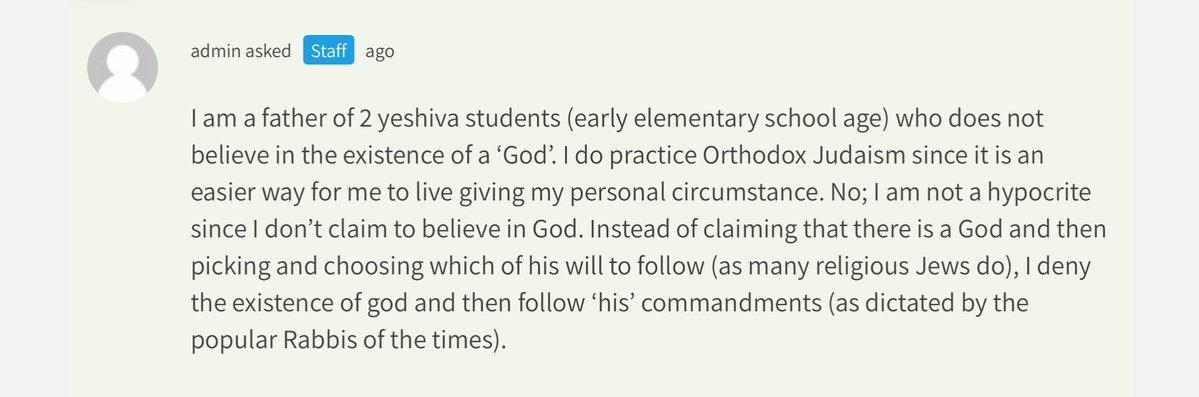 admin asked Staff ago
I am a father of 2 yeshiva students (early elementary school age) who does not
believe in the existence of a ‘God’. I do practice Orthodox Judaism since it is an
easier way for me to live giving my personal circumstance. No; I am not a hypocrite
since I don’t claim to believe in God. Instead of claiming that there is a God and then
picking and choosing which of his will to follow (as many religious Jews do), I deny
the existence of god and then follow ‘his’ commandments (as dictated by the
popular Rabbis of the times).